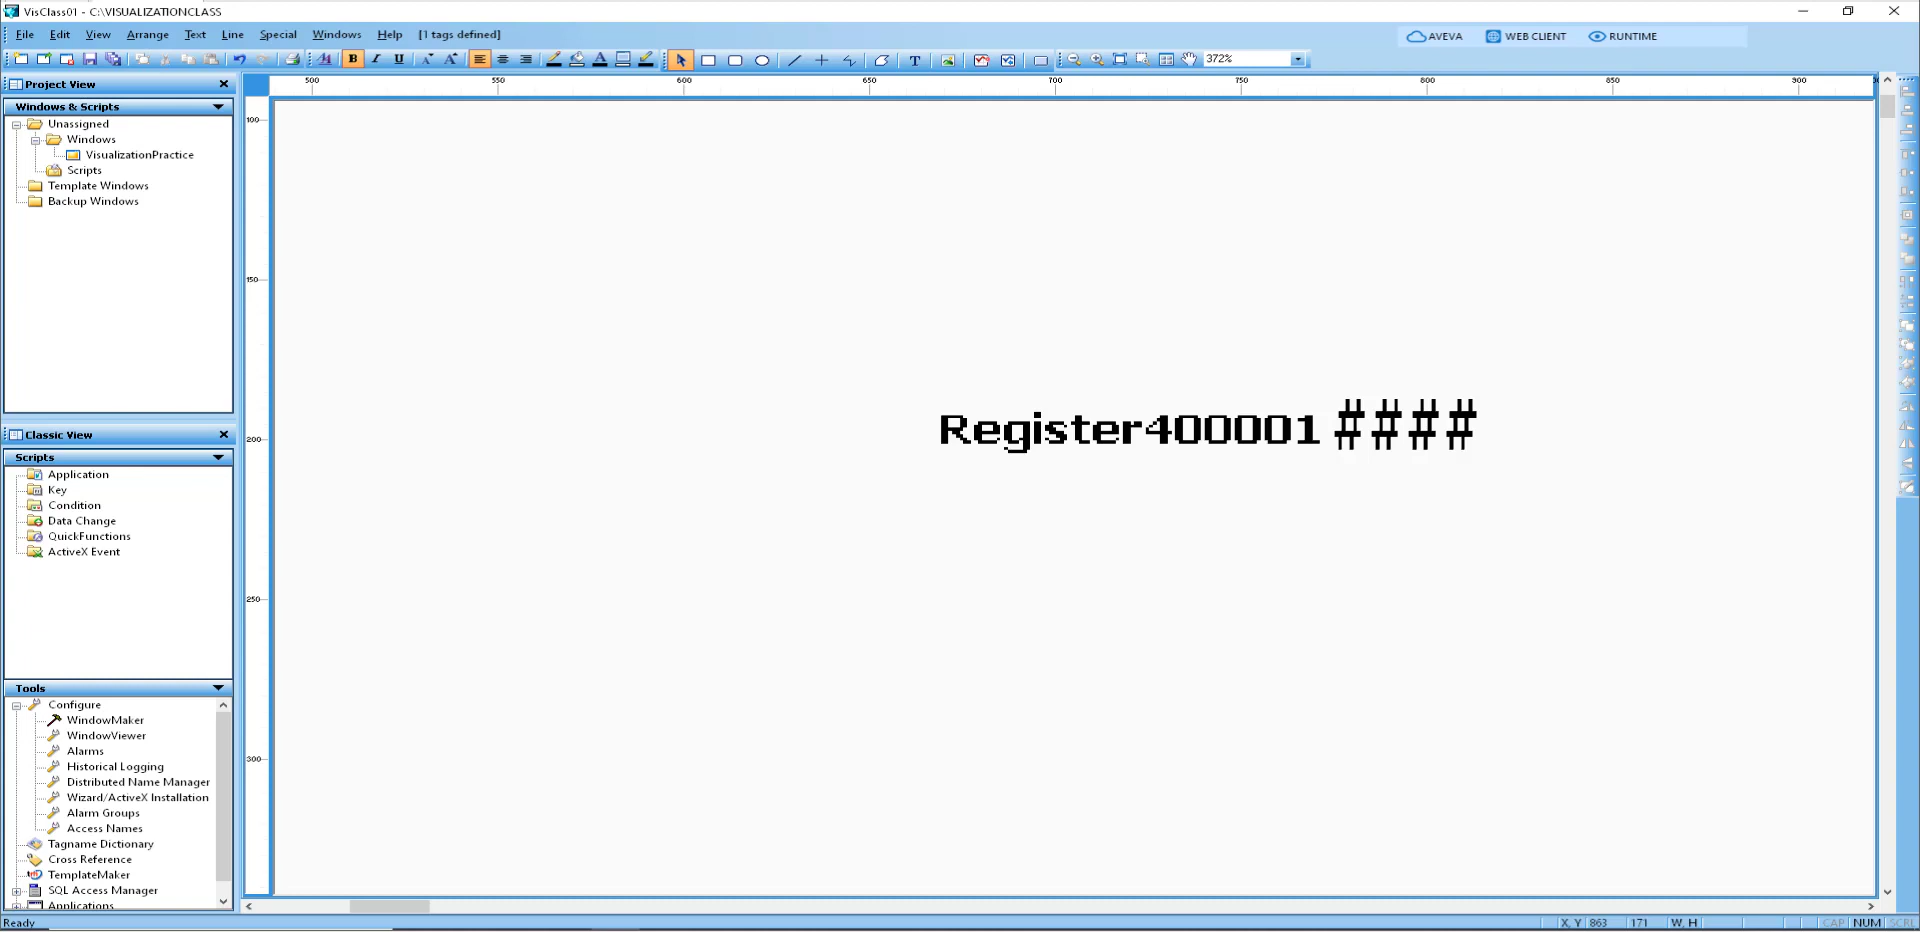 VisClass01 - C:\VISUALIZATIONCLASS
File Edit View Arrange Text Line Special Windows Help [1 tags defined]
AVEVA WEB CLIENT RUNTIME
372%
Project View
Windows & Scripts
Unassigned
Windows
VisualizationPractice
Scripts
Template Windows
Backup Windows
Classic View
Scripts
Application
Key
Condition
Data Change
QuickFunctions
ActiveX Event
Tools
Configure
WindowMaker
WindowViewer
Alarms
Historical Logging
Distributed Name Manager
Wizard/ActiveX Installation
Alarm Groups
Access Names
Tagname Dictionary
Cross Reference
TemplateMaker
SQL Access Manager
Applications
500 550 600 650 700 750 800 850 900
100
150
200
250
300
Register400001 ####
Ready
X, Y 863 171 W, H CAP NUM SCRL